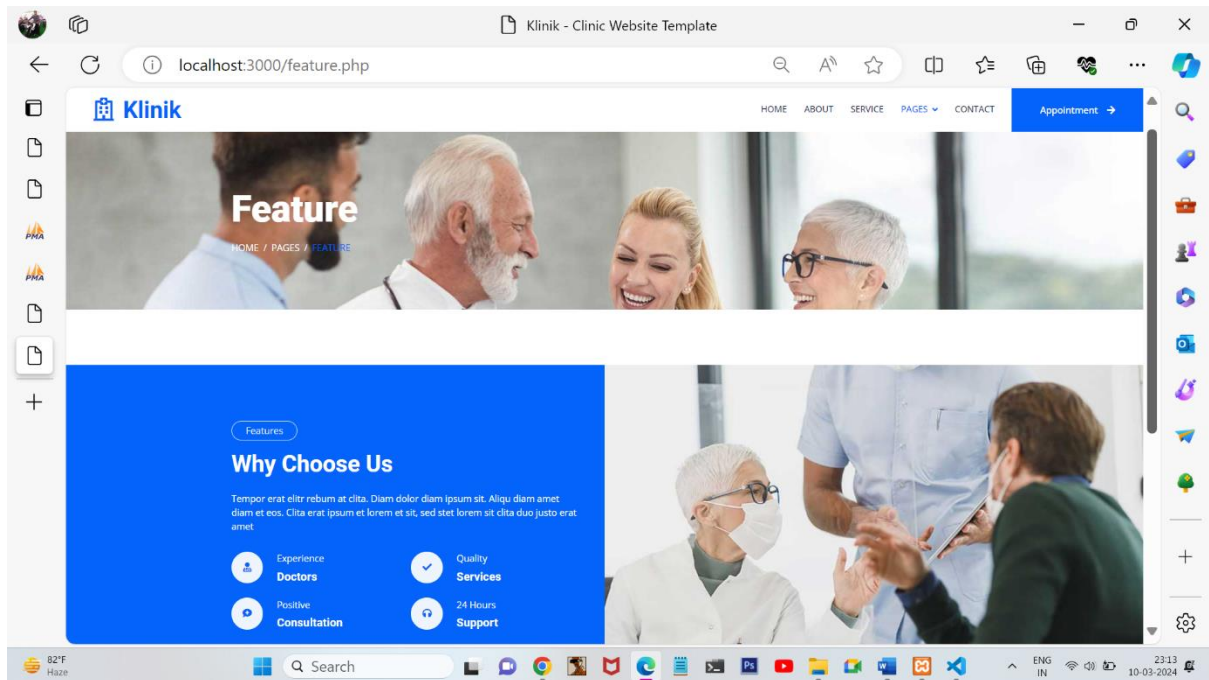 Klinik - Clinic Website Template
localhost:3000/feature.php
Klinik
HOME ABOUT SERVICE PAGES CONTACT Appointment →
Feature
HOME / PAGES / FEATURE
PMA
PMA
Features
Why Choose Us
Tempor erat elitr rebum at clita. Diam dolor diam ipsum sit. Aliqu diam amet
diam et eos. Clita erat ipsum et lorem et sit, sed stet lorem sit clita duo justo erat
amet
Experience
Doctors
Quality
Services
Positive
Consultation
24 Hours
Support
82°F
Haze
Search
Ps
ENG
IN
23:13
10-03-2024